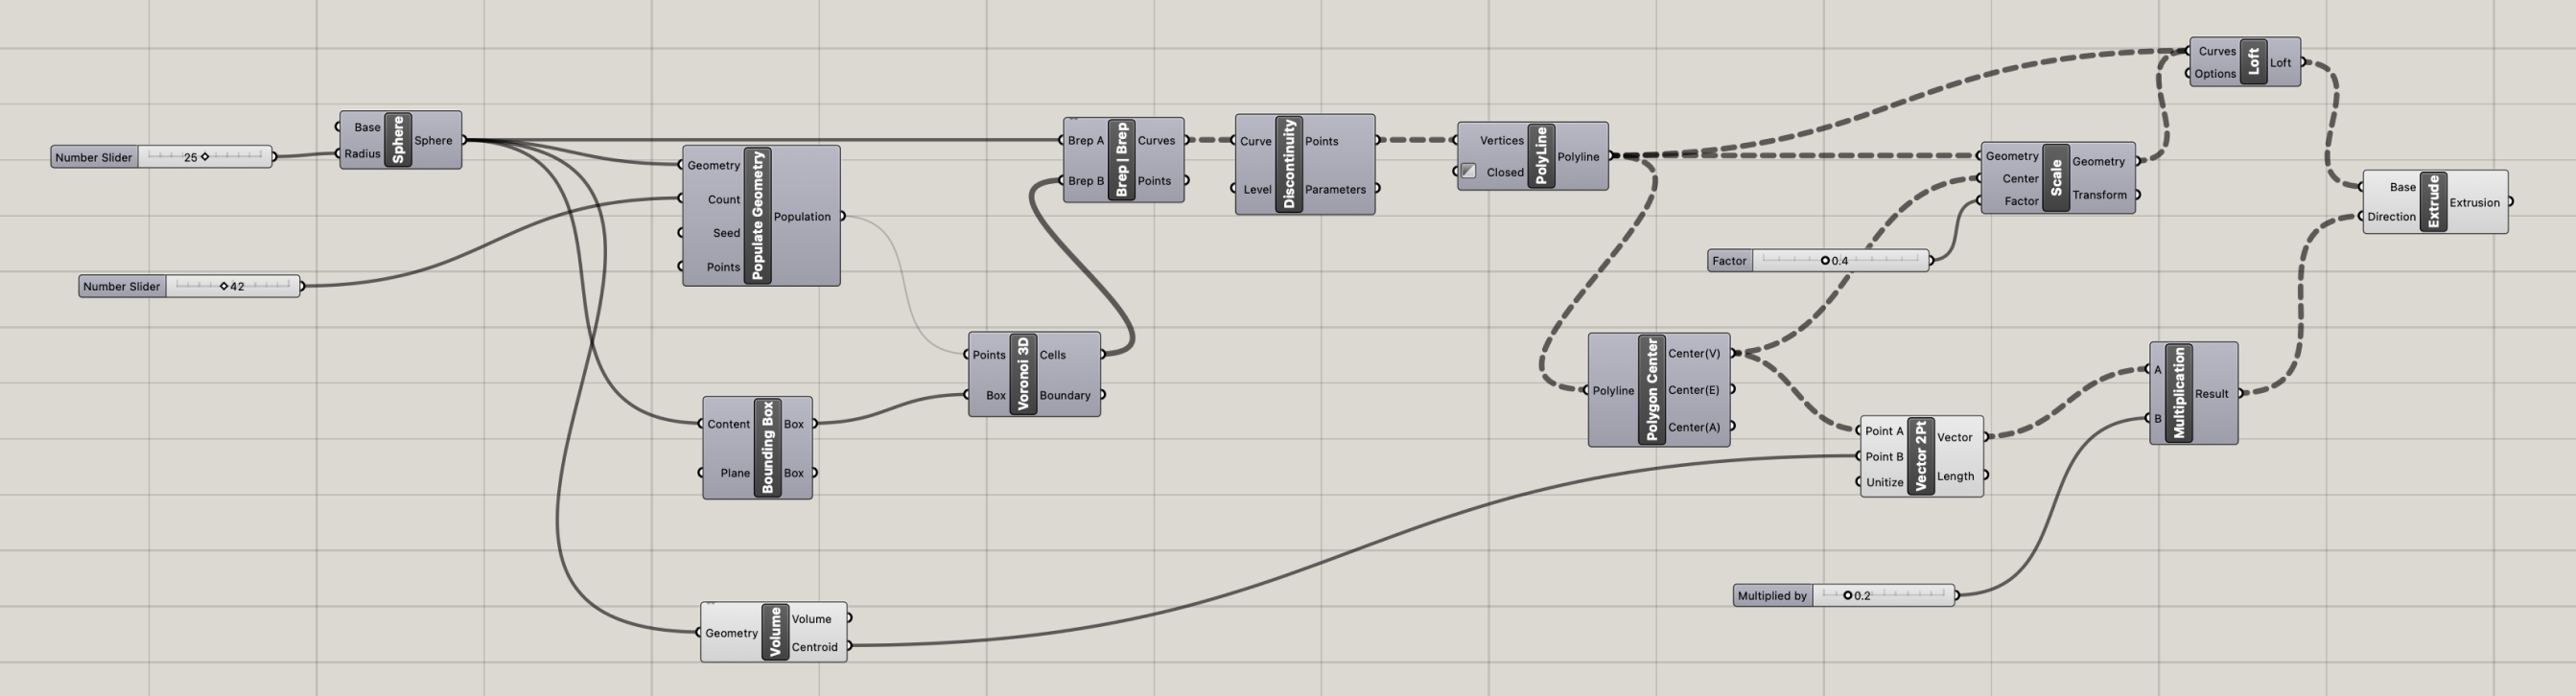 Number Slider 25
Number Slider 42
Base
Radius
Sphere
Sphere
Geometry
Count
Seed
Points
Populate Geometry
Population
Content
Plane
Bounding Box
Box
Box
Geometry
Volume
Volume
Centroid
Points
Box
Voronoi 3D
Cells
Boundary
Brep A
Brep B
Brep | Brep
Curves
Points
Curve
Level
Discontinuity
Points
Parameters
Vertices
Closed
PolyLine
Polyline
Polyline
Polygon Center
Center(V)
Center(E)
Center(A)
Factor 0.4
Multiplied by 0.2
Point A
Point B
Unitize
Vector 2Pt
Vector
Length
Geometry
Center
Factor
Scale
Geometry
Transform
A
B
Multiplication
Result
Curves
Options
Loft
Loft
Base
Direction
Extrude
Extrusion